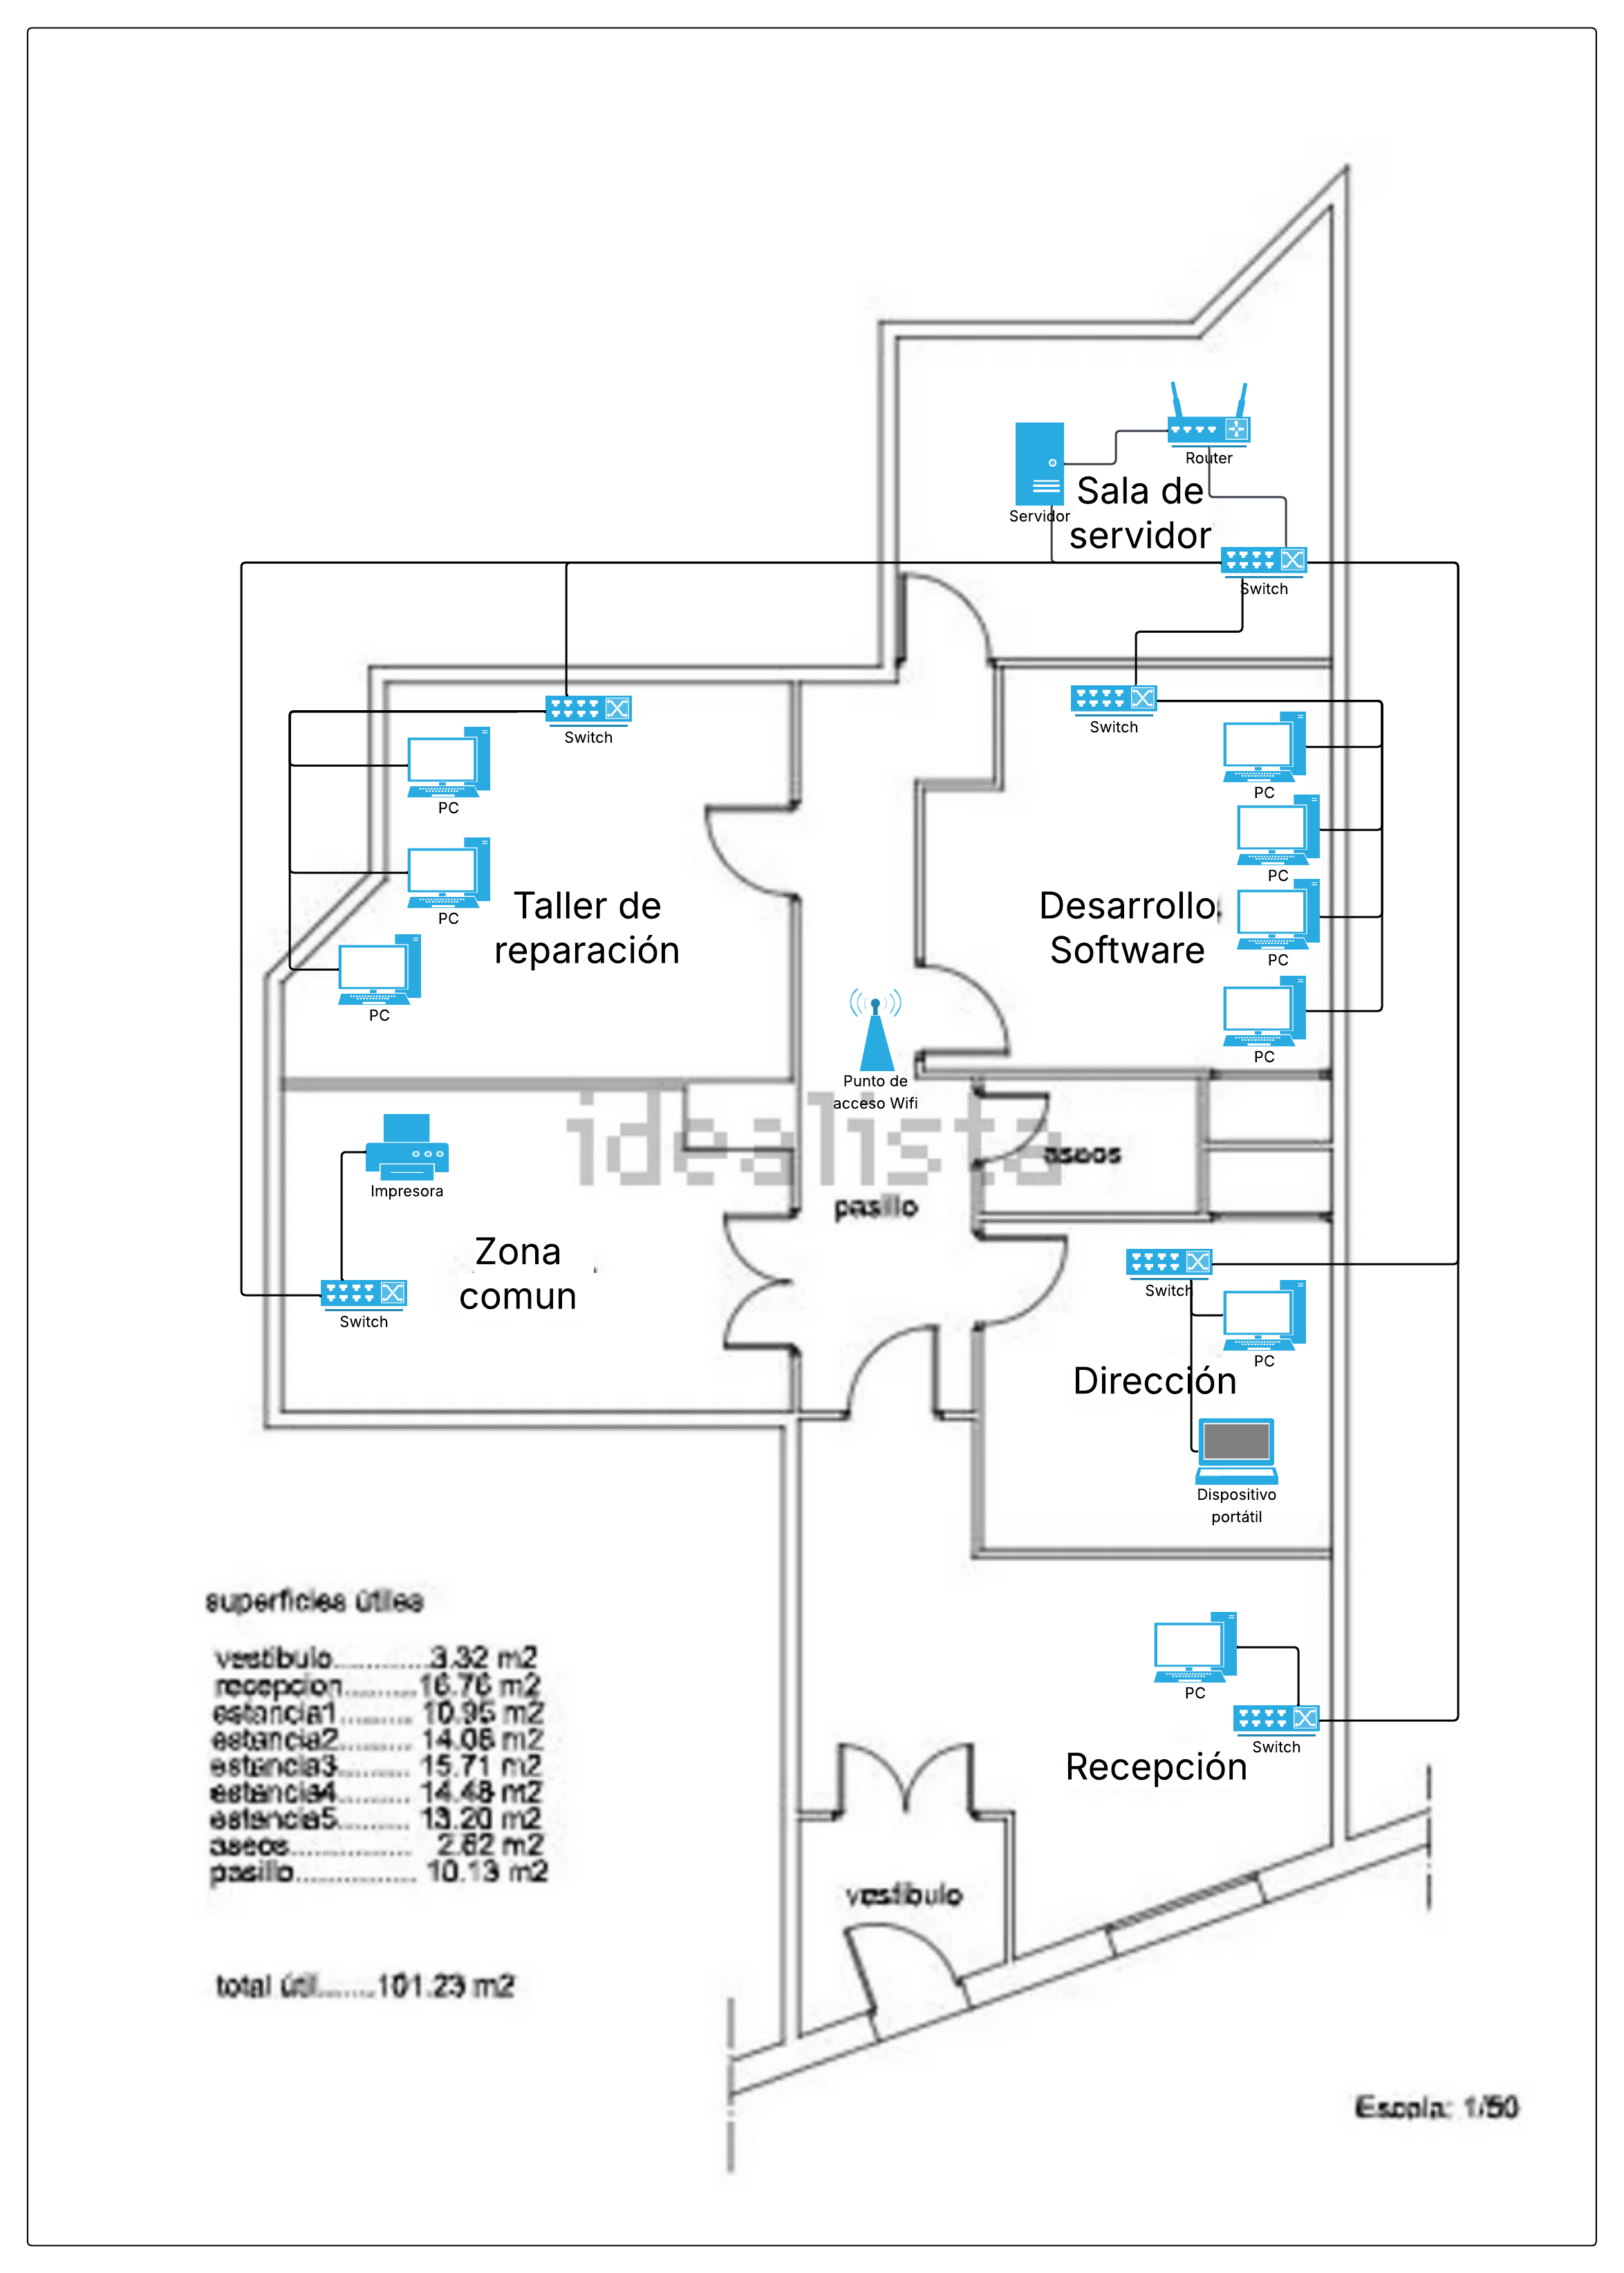 Router
Sala de
servidor
Servidor
Switch
Switch
Switch
PC
PC
PC
PC
PC
PC
PC
Taller de
reparación
Desarrollo
Software
Punto de
acceso Wifi
idealista
aseos
pasillo
Impresora
Zona
comun
Switch
Switch
PC
Dirección
Dispositivo
portátil
superficies útiles
vestibulo..............3.32 m2
recepcion..........16.76 m2
estancia1.......... 10.95 m2
estancia2.......... 14.08 m2
estancia3.......... 15.71 m2
estancia4.......... 14.48 m2
estancia5.......... 13.20 m2
aseos................. 2.62 m2
pasillo................. 10.13 m2
total útil........101.23 m2
PC
Switch
Recepción
vestibulo
Escala: 1/50